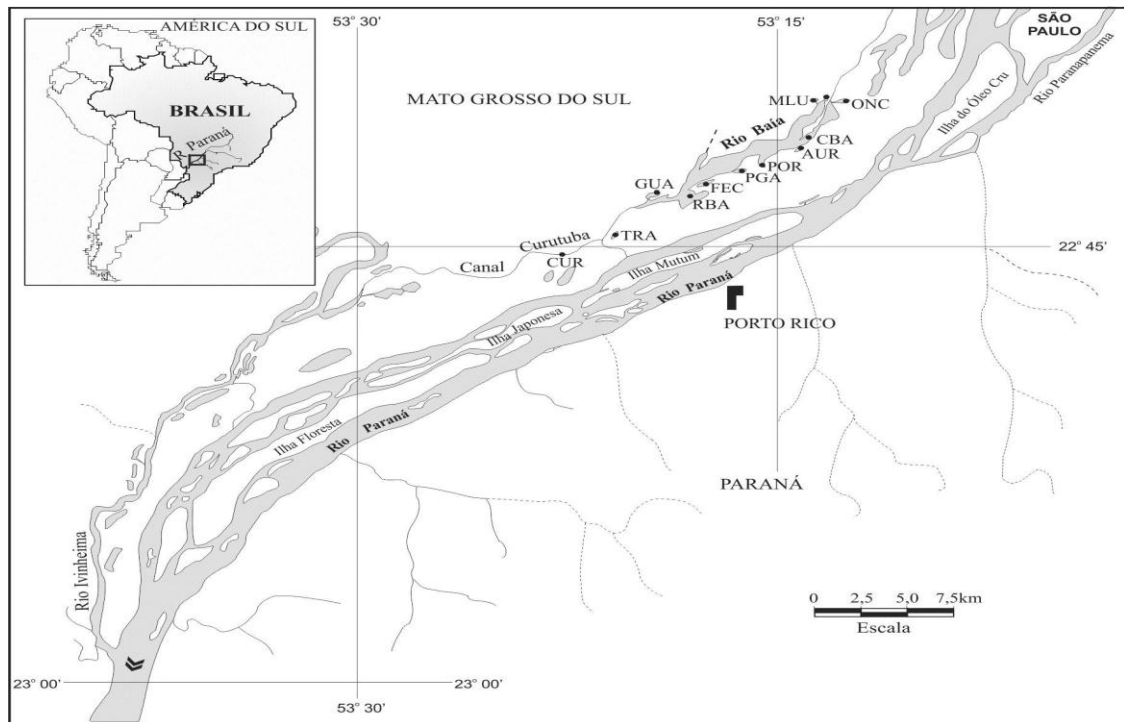 AMÉRICA DO SUL
BRASIL
R. Paraná
53° 30'
53° 15'
SÃO
PAULO
MATO GROSSO DO SUL
Rio Paranapanema
Ilha do Óleo Cru
MLU
ONC
Rio Baía
CBA
AUR
POR
PGA
FEC
GUA
RBA
TRA
Curutuba
CUR
Canal
22° 45'
Ilha Mutum
Rio Paraná
PORTO RICO
Ilha Japonesa
Ilha Floresta
Rio Paraná
PARANÁ
Rio Ivinheima
0 2,5 5,0 7,5km
Escala
23° 00'
23° 00'
53° 30'